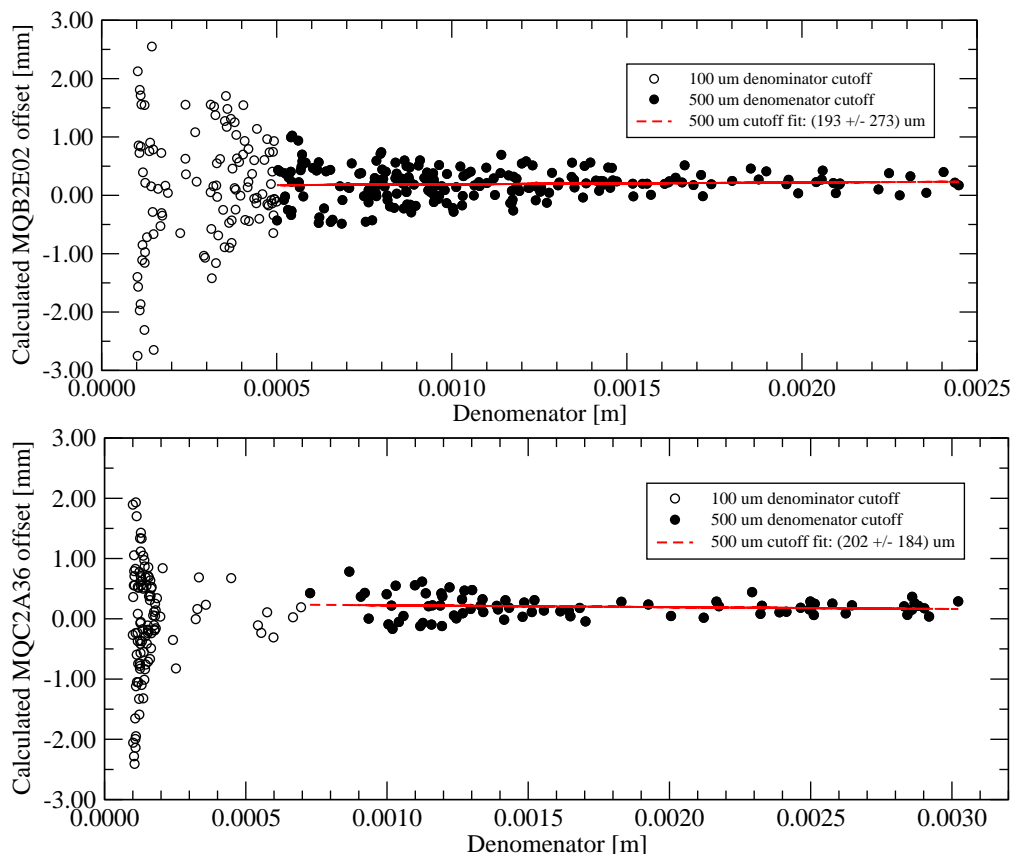 3.00
2.00
1.00
0.00
-1.00
-2.00
-3.00
Calculated MQB2E02 offset [mm]
100 um denominator cutoff
500 um denomenator cutoff
500 um cutoff fit: (193 +/- 273) um
0.0000 0.0005 0.0010 0.0015 0.0020 0.0025
Denomenator [m]
3.00
2.00
1.00
0.00
-1.00
-2.00
-3.00
Calculated MQC2A36 offset [mm]
100 um denominator cutoff
500 um denomenator cutoff
500 um cutoff fit: (202 +/- 184) um
0.0000 0.0005 0.0010 0.0015 0.0020 0.0025 0.0030
Denomenator [m]